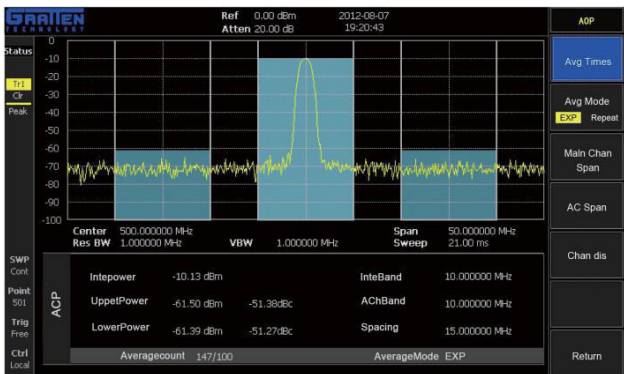 GRATTEN
TECHNOLOGY
Ref 0.00 dBm 2012-08-07
Atten 20.00 dB 19:20:43
AOP
Status
Tr1
Clr
Peak
SWP
Cont
Point
501
Trig
Free
Ctrl
Local
0
-10
-20
-30
-40
-50
-60
-70
-80
-90
-100
Center 500.000000 MHz Span 50.000000 MHz
Res BW 1.000000 MHz VBW 1.000000 MHz Sweep 21.00 ms
ACP
Intepower -10.13 dBm InteBand 10.000000 MHz
UppetPower -61.50 dBm -51.38dBc AChBand 10.000000 MHz
LowerPower -61.39 dBm -51.27dBc Spacing 15.000000 MHz
Averagecount 147/100 AverageMode EXP
Avg Times
Avg Mode
EXP Repeat
Main Chan
Span
AC Span
Chan dis
Return